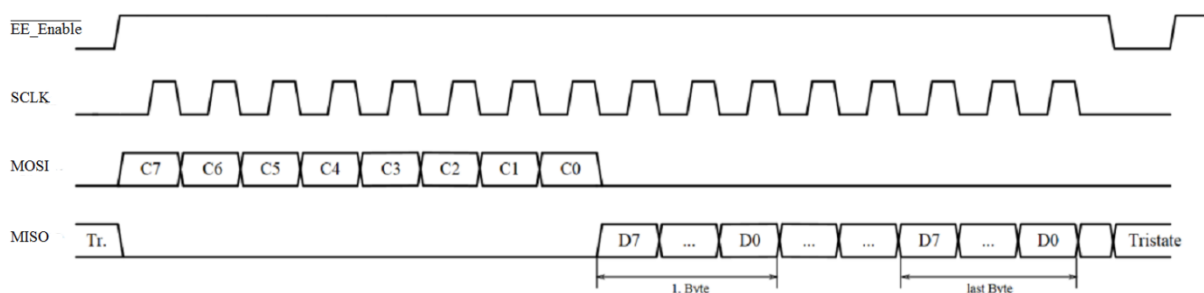 EE_Enable
SCLK
MOSI C7 C6 C5 C4 C3 C2 C1 C0
MISO Tr. D7 ... D0 ... ... D7 ... D0 Tristate
1. Byte last Byte